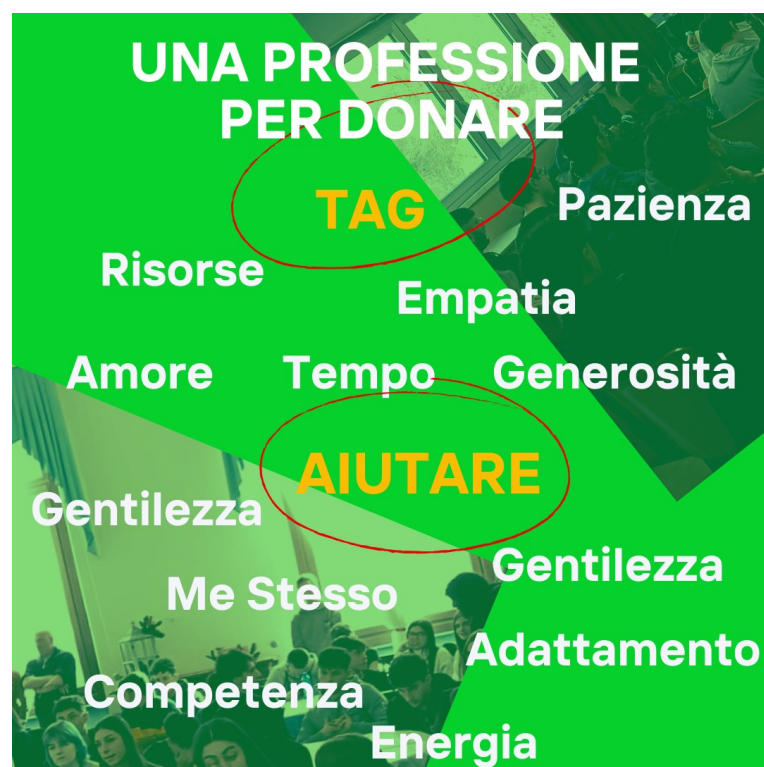 UNA PROFESSIONE
PER DONARE
TAG
Pazienza
Risorse
Empatia
Amore Tempo Generosità
AIUTARE
Gentilezza
Gentilezza
Me Stesso
Adattamento
Competenza
Energia